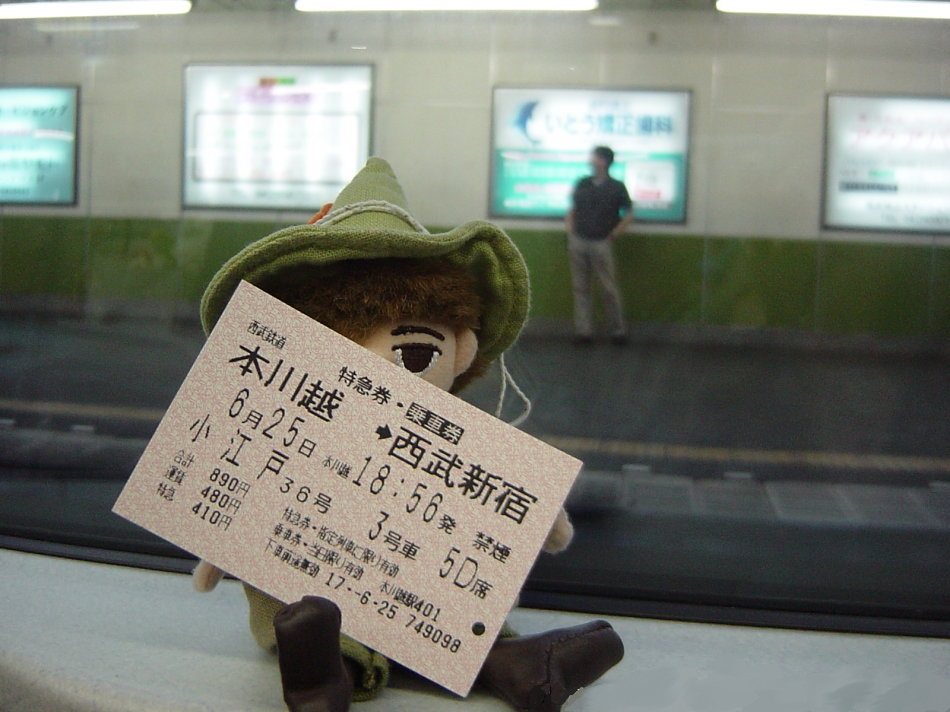 いとう矯正歯科
西武鉄道
特急券・乗車券
本川越 ➡ 西武新宿
6月25日 本川越 18:56発 禁煙
小江戸36号 3号車 5D席
合計 890円
運賃 480円
特急 410円
特急券・指定列車に限り有効
乗車券・当日限り有効
下車前途無効 本川越駅401
17.-6-25 749098